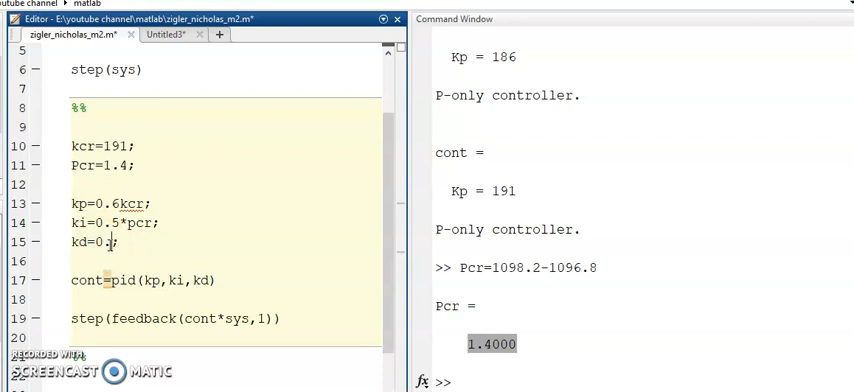 outube channel ▸ matlab
Editor - E:\youtube channel\matlab\zigler_nicholas_m2.m*
Command Window
zigler_nicholas_m2.m*
Untitled3*
5
6 — step(sys)
7
8 %%
9
10 — kcr=191;
11 — Pcr=1.4;
12
13 — kp=0.6kcr;
14 — ki=0.5*pcr;
15 — kd=0.;
16
17 — cont=pid(kp,ki,kd)
18
19 — step(feedback(cont*sys,1))
20
%%
Kp = 186
P-only controller.
cont =
Kp = 191
P-only controller.
>> Pcr=1098.2-1096.8
Pcr =
1.4000
fx >>
RECORDED WITH
SCREENCAST MATIC